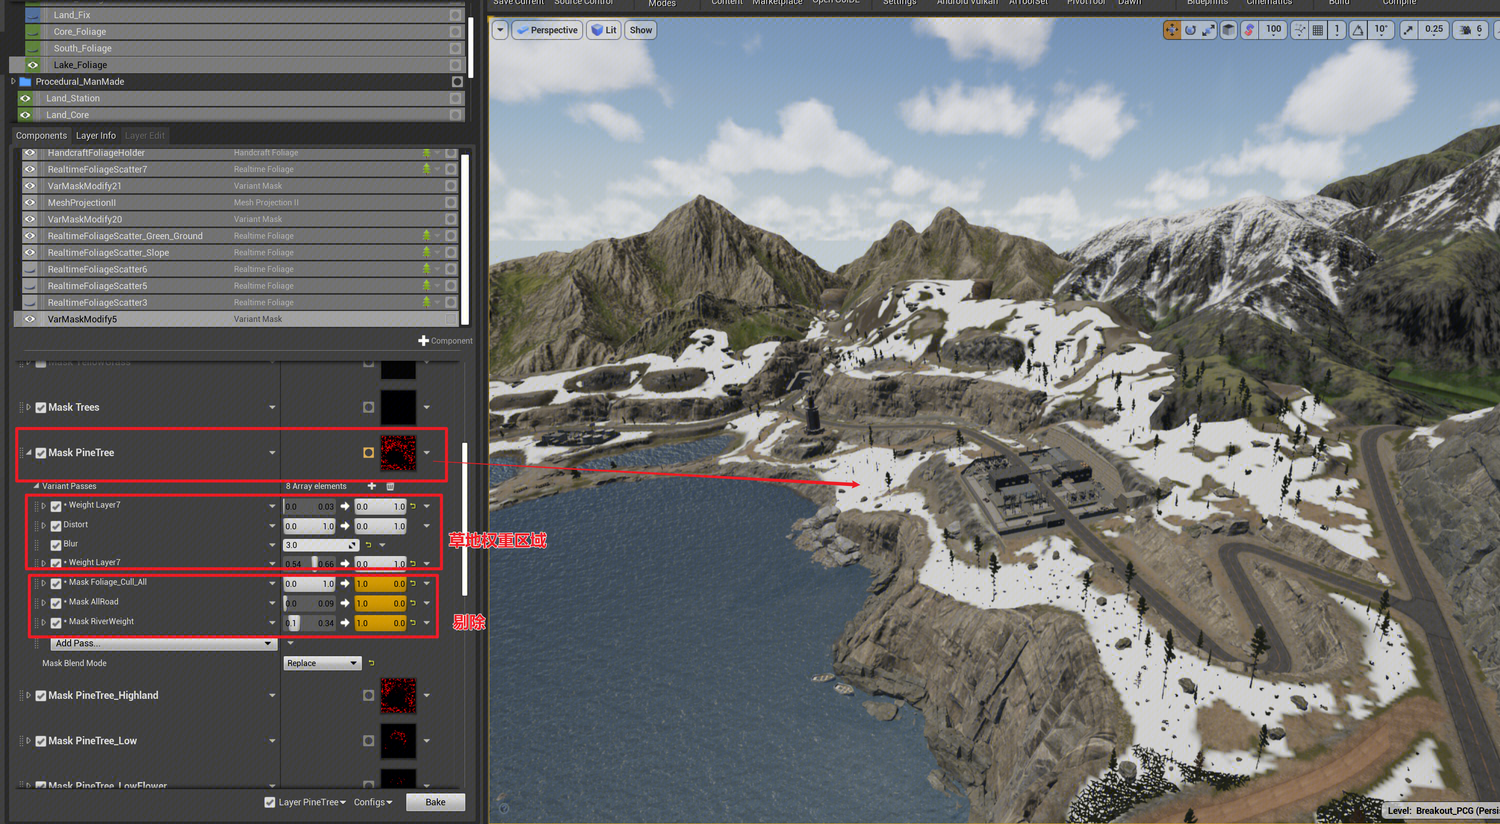 Save Current Source Control Modes Content Marketplace Settings Android Vulkan ArtToolSet PivotTool Dawn Blueprints Cinematics Build Compile
Land_Fix
Core_Foliage
South_Foliage
Lake_Foliage
Procedural_ManMade
Land_Station
Land_Core
Components Layer Info Layer Edit
HandcraftFoliageHolder Handcraft Foliage
RealtimeFoliageScatter7 Realtime Foliage
VarMaskModify21 Variant Mask
MeshProjectionII Mesh Projection II
VarMaskModify20 Variant Mask
RealtimeFoliageScatter_Green_Ground Realtime Foliage
RealtimeFoliageScatter_Slope Realtime Foliage
RealtimeFoliageScatter6 Realtime Foliage
RealtimeFoliageScatter5 Realtime Foliage
RealtimeFoliageScatter3 Realtime Foliage
VarMaskModify5 Variant Mask
Component
Mask Trees
Mask PineTree
Variant Passes 8 Array elements
• Weight Layer7 0.0 0.03 0.0 1.0
Distort 0.0 1.0 0.0 1.0
Blur 3.0
• Weight Layer7 0.54 0.66 0.0 1.0
草地权重区域
• Mask Foliage_Cull_All 0.0 1.0 1.0 0.0
• Mask AllRoad 0.0 0.09 1.0 0.0
• Mask RiverWeight 0.1 0.34 1.0 0.0
剔除
Add Pass...
Mask Blend Mode Replace
Mask PineTree_Highland
Mask PineTree_Low
Mask PineTree_LowFlower
Layer PineTree Configs Bake
Perspective Lit Show
100 1 10° 0.25 6
Level: Breakout_PCG (Persis